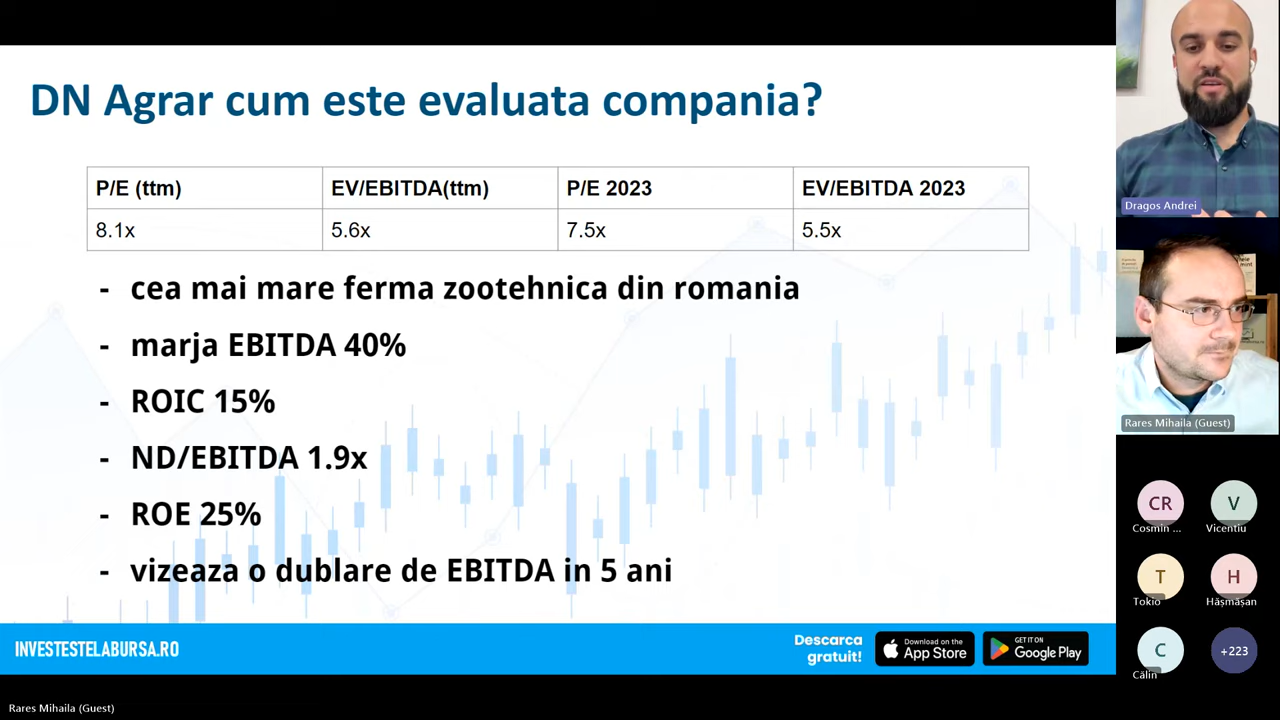 DN Agrar cum este evaluata compania?
P/E (ttm) EV/EBITDA(ttm) P/E 2023 EV/EBITDA 2023
8.1x 5.6x 7.5x 5.5x
- cea mai mare ferma zootehnica din romania
- marja EBITDA 40%
- ROIC 15%
- ND/EBITDA 1.9x
- ROE 25%
- vizeaza o dublare de EBITDA in 5 ani
INVESTESTELABURSA.RO
Descarca
gratuit!
Download on the
App Store
GET IT ON
Google Play
Rares Mihaila (Guest)
Dragos Andrei
Rares Mihaila (Guest)
CR V
Cosmin ... Vicentiu
T H
Tokio Hășmășan
C +223
Călin